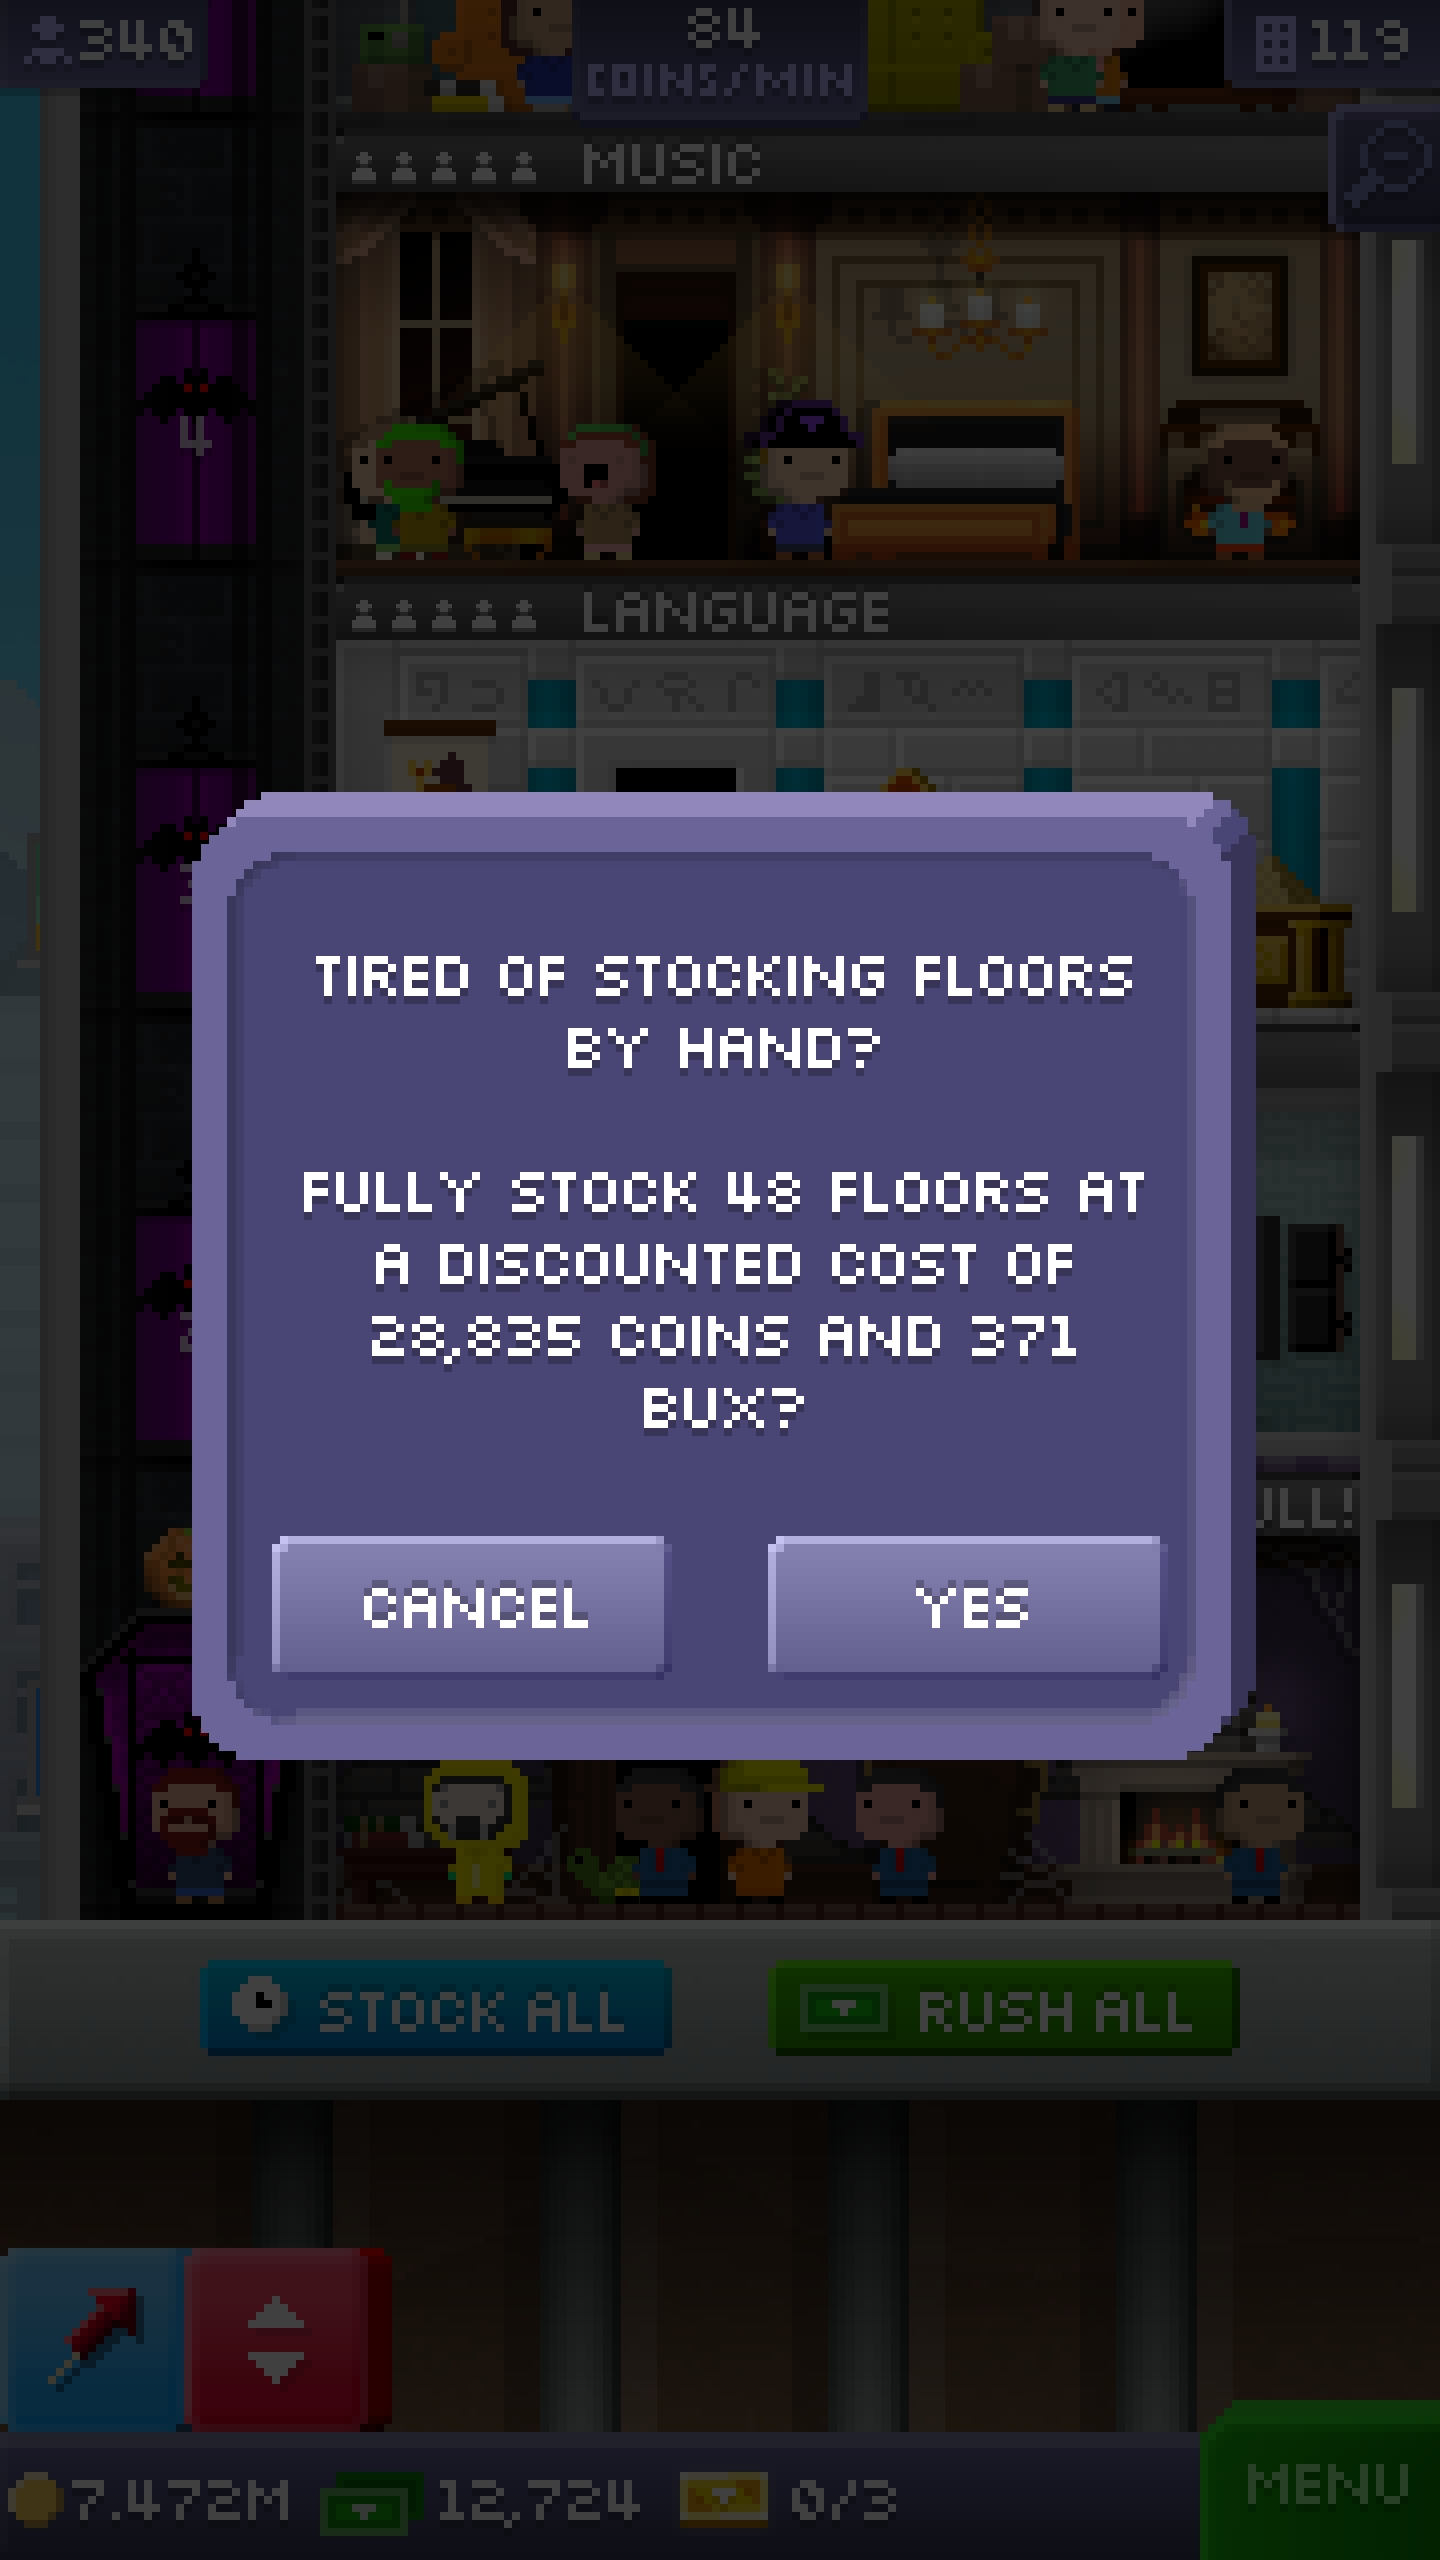 340
84
COINS/MIN
119
MUSIC
4
LANGUAGE
TIRED OF STOCKING FLOORS
BY HAND?
FULLY STOCK 48 FLOORS AT
A DISCOUNTED COST OF
28,835 COINS AND 371
BUX?
ULL!
CANCEL
YES
STOCK ALL
RUSH ALL
7.472M
12,724
0/3
MENU